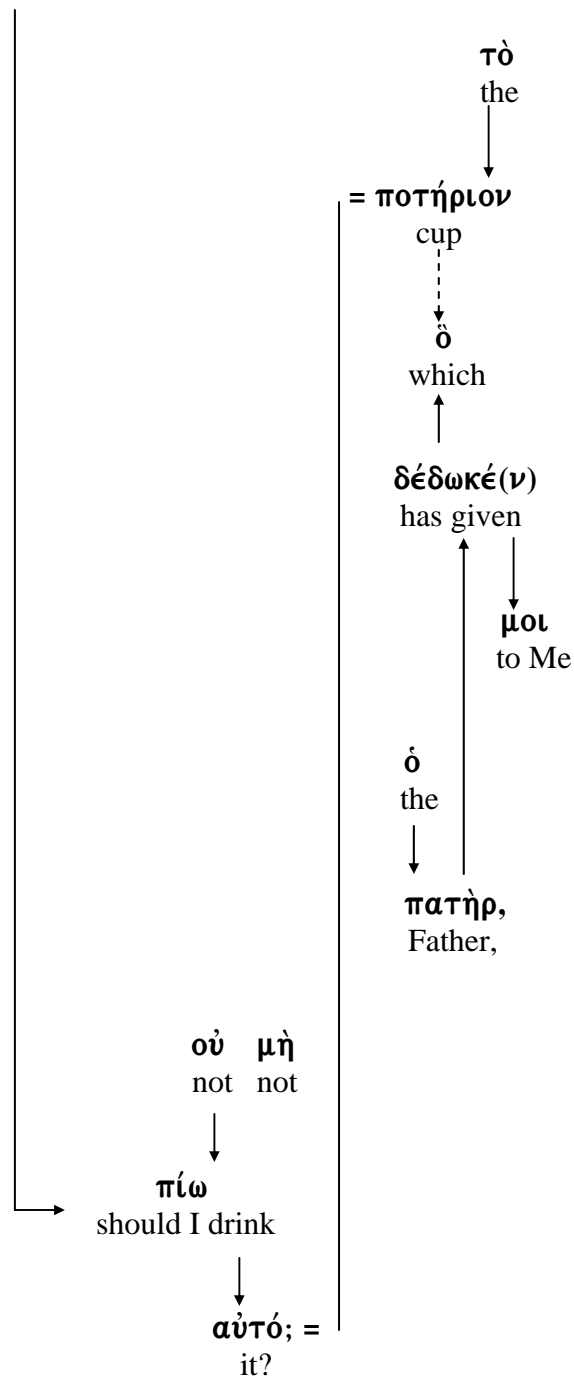 τὸ
the
= ποτήριον
cup
ὃ
which
δέδωκέ(ν)
has given
μοι
to Me
ὁ
the
πατὴρ,
Father,
οὐ μὴ
not not
πίω
should I drink
αὐτό; =
it?